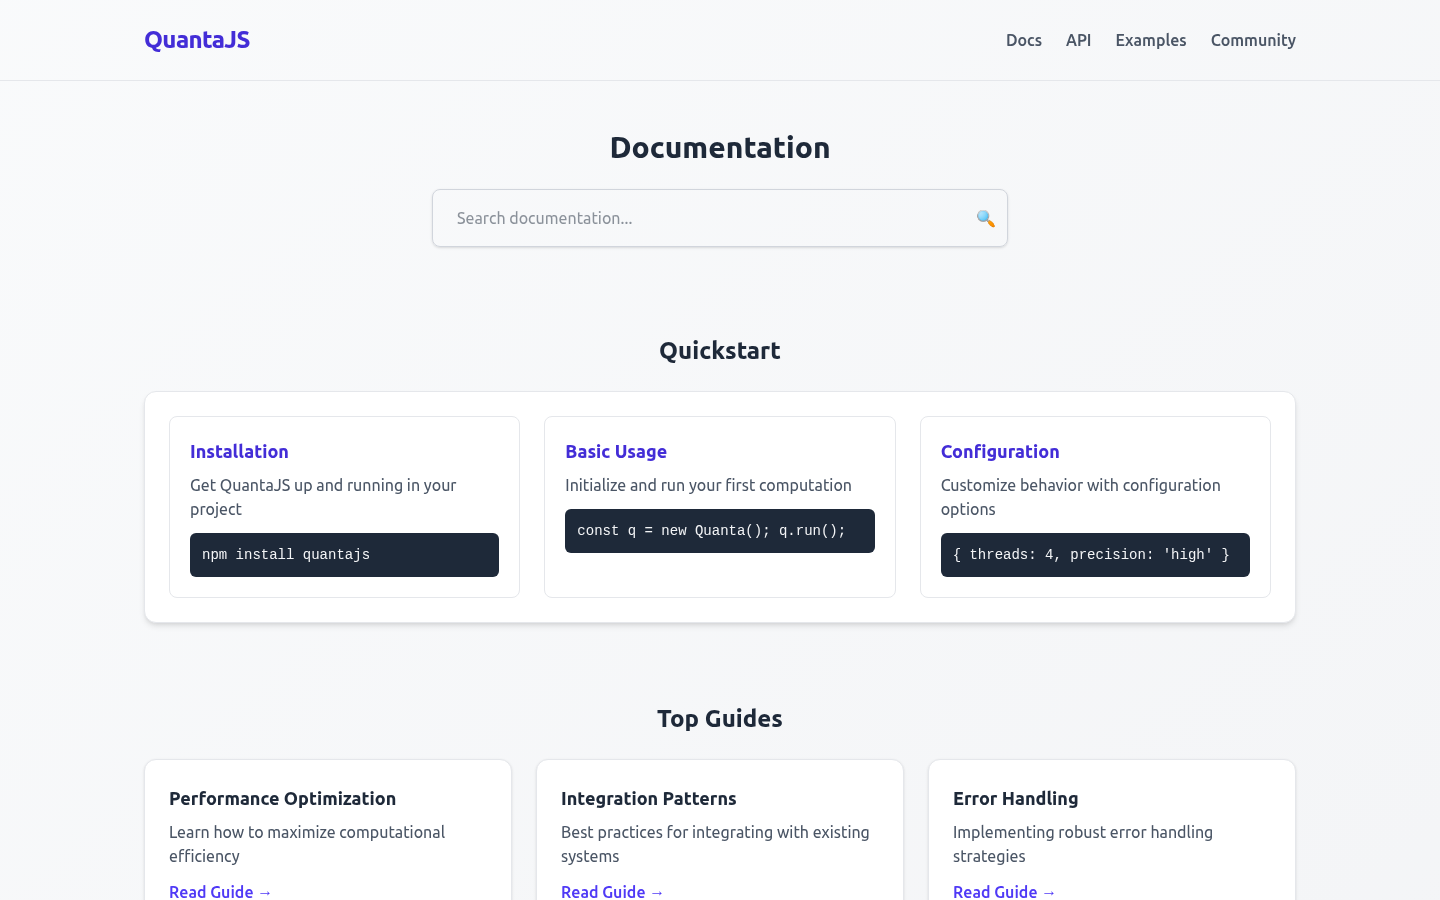 QuantaJS
Docs API Examples Community
Documentation
Search documentation...
Quickstart
Installation
Get QuantaJS up and running in your
project
npm install quantajs
Basic Usage
Initialize and run your first computation
const q = new Quanta(); q.run();
Configuration
Customize behavior with configuration
options
{ threads: 4, precision: 'high' }
Top Guides
Performance Optimization
Learn how to maximize computational
efficiency
Read Guide →
Integration Patterns
Best practices for integrating with existing
systems
Read Guide →
Error Handling
Implementing robust error handling
strategies
Read Guide →